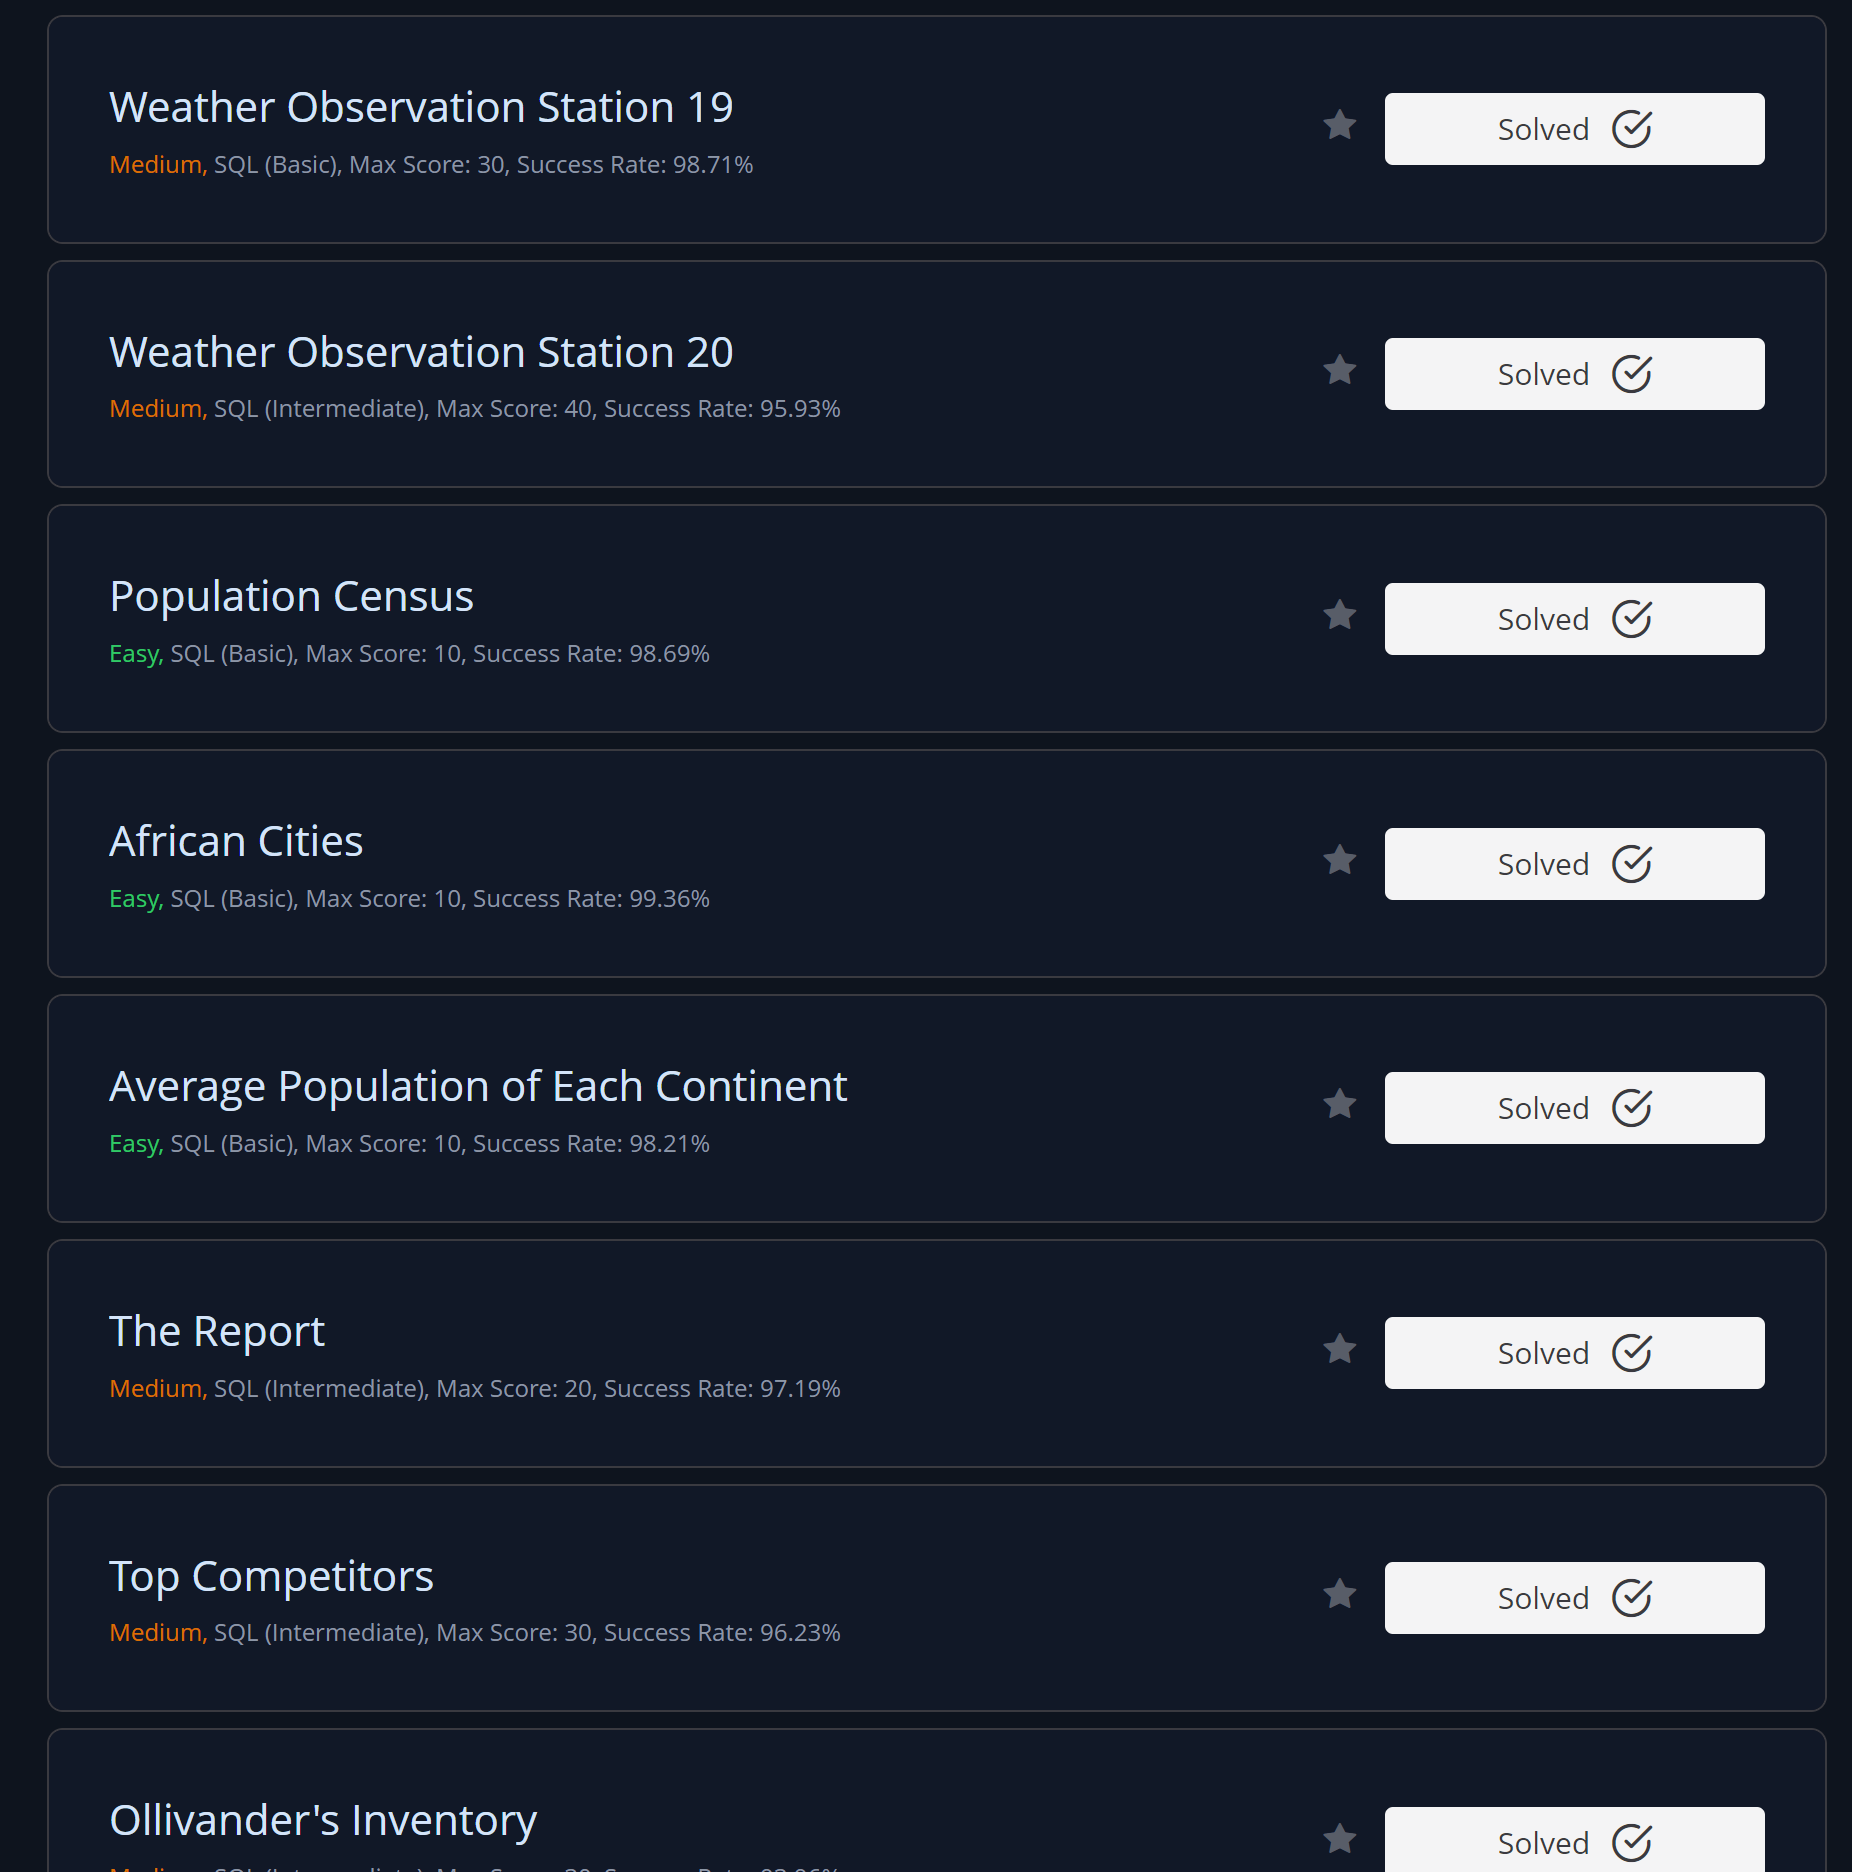 Weather Observation Station 19
Solved
Medium, SQL (Basic), Max Score: 30, Success Rate: 98.71%
Weather Observation Station 20
Solved
Medium, SQL (Intermediate), Max Score: 40, Success Rate: 95.93%
Population Census
Solved
Easy, SQL (Basic), Max Score: 10, Success Rate: 98.69%
African Cities
Solved
Easy, SQL (Basic), Max Score: 10, Success Rate: 99.36%
Average Population of Each Continent
Solved
Easy, SQL (Basic), Max Score: 10, Success Rate: 98.21%
The Report
Solved
Medium, SQL (Intermediate), Max Score: 20, Success Rate: 97.19%
Top Competitors
Solved
Medium, SQL (Intermediate), Max Score: 30, Success Rate: 96.23%
Ollivander's Inventory
Solved